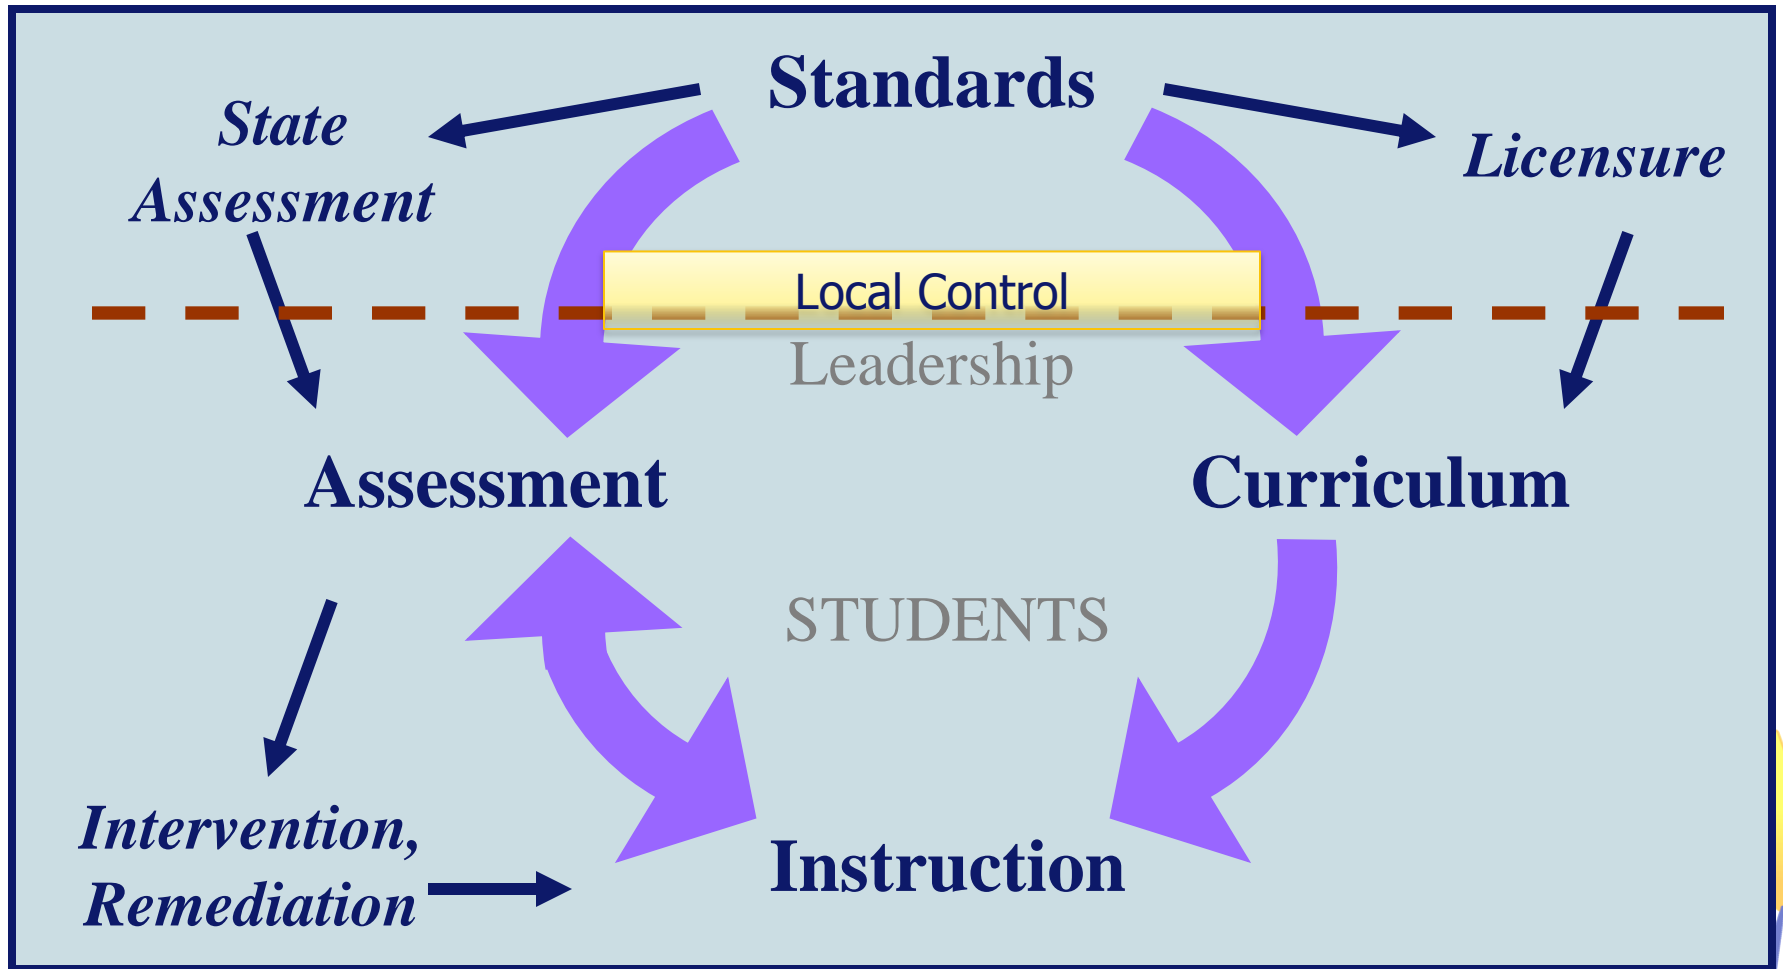 Standards
State
Assessment
Licensure
Local Control
Leadership
Assessment
Curriculum
STUDENTS
Intervention,
Remediation
Instruction